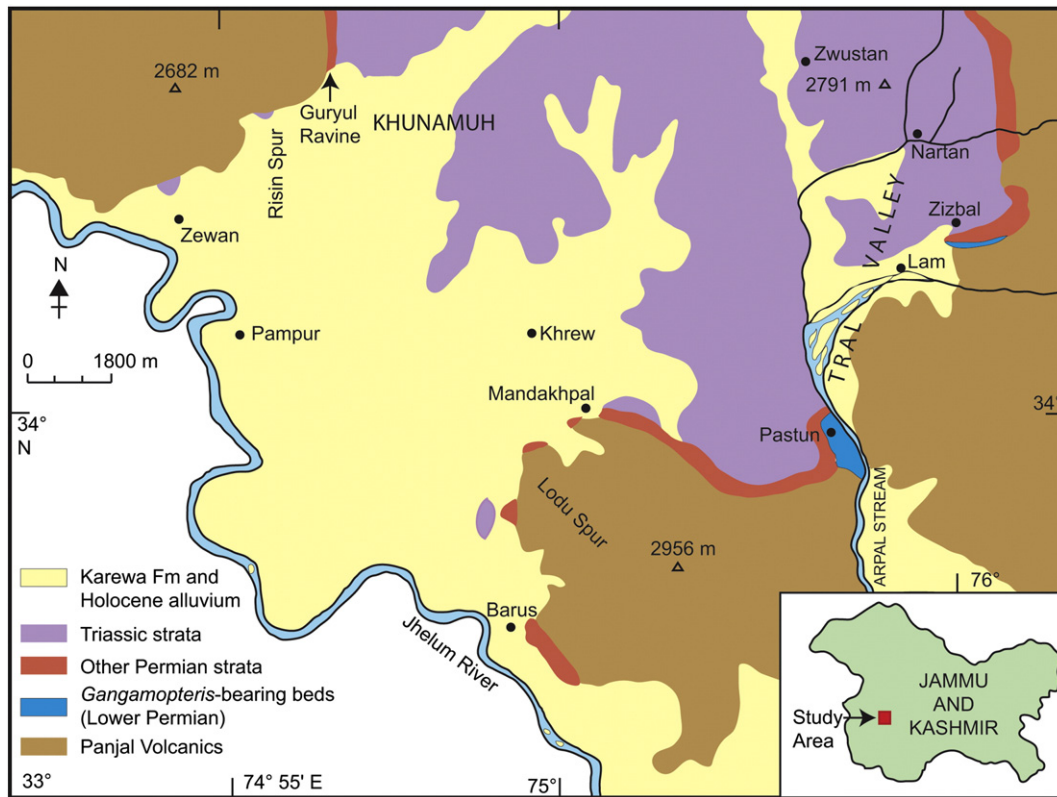 2682 m
Guryul
Ravine
KHUNAMUH
Risin Spur
Zwustan
2791 m
Nartan
VALLEY
Zizbal
Zewan
Lam
N
Pampur
Khrew
TRAL
0 1800 m
Mandakhpal
34°
N
34°
Pastun
Lodu Spur
2956 m
ARPAL STREAM
76°
Karewa Fm and
Holocene alluvium
Triassic strata
Barus
Jhelum River
Other Permian strata
Gangamopteris-bearing beds
(Lower Permian)
Panjal Volcanics
JAMMU
AND
KASHMIR
Study
Area
33°
74° 55' E
75°